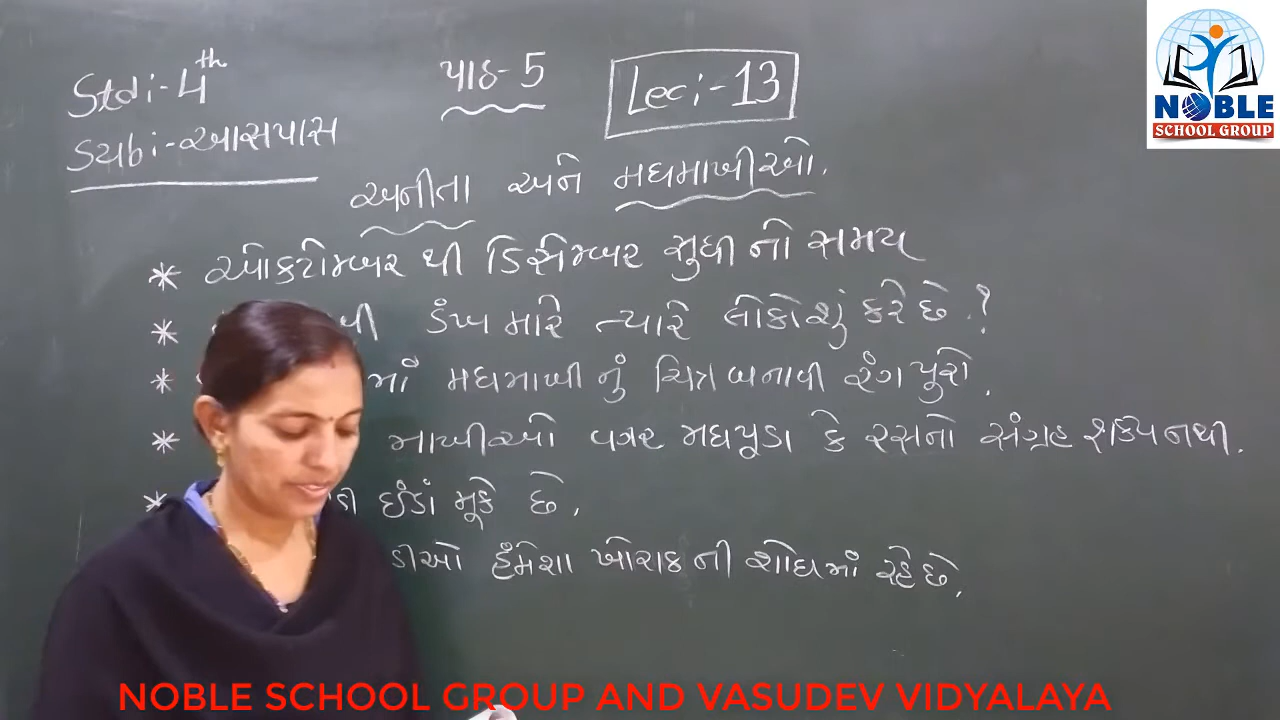 Std :- 4th
Sub :- આસપાસ
પાઠ - 5
Lec :- 13
અનીતા અને મધમાખીઓ.
* ઓકટોમ્બર થી ડિસેમ્બર સુધી નો સમય
* ડંખ મારે ત્યારે લોકો શું કરે છે ?
* માં મધમાખી નું ચિત્ર બનાવી રંગ પુરો.
* માખીઓ વગર મધપૂડા કે રસનો સંગ્રહ શક્ય નથી.
* ઈંડાં મૂકે છે.
હંમેશા ખોરાક ની શોધમાં રહે છે.
NOBLE
SCHOOL GROUP
NOBLE SCHOOL GROUP AND VASUDEV VIDYALAYA